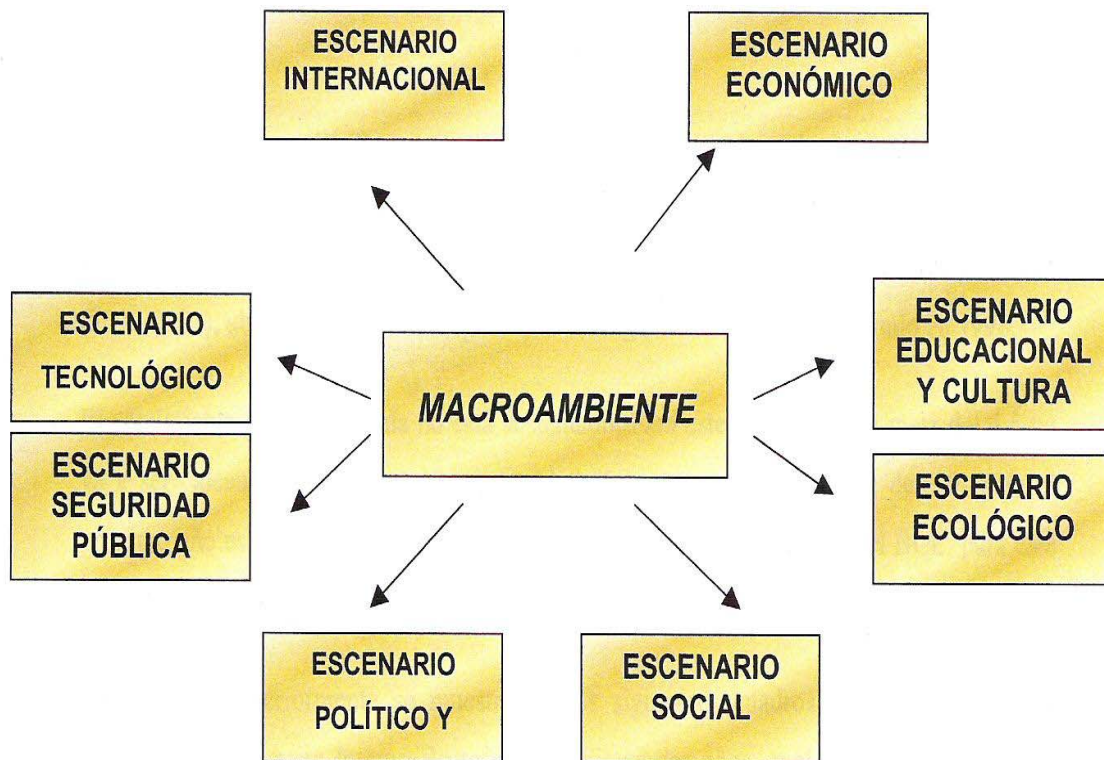 ESCENARIO
INTERNACIONAL
ESCENARIO
ECONÓMICO
ESCENARIO
TECNOLÓGICO
MACROAMBIENTE
ESCENARIO
EDUCACIONAL
Y CULTURA
ESCENARIO
SEGURIDAD
PÚBLICA
ESCENARIO
ECOLÓGICO
ESCENARIO
POLÍTICO Y
ESCENARIO
SOCIAL